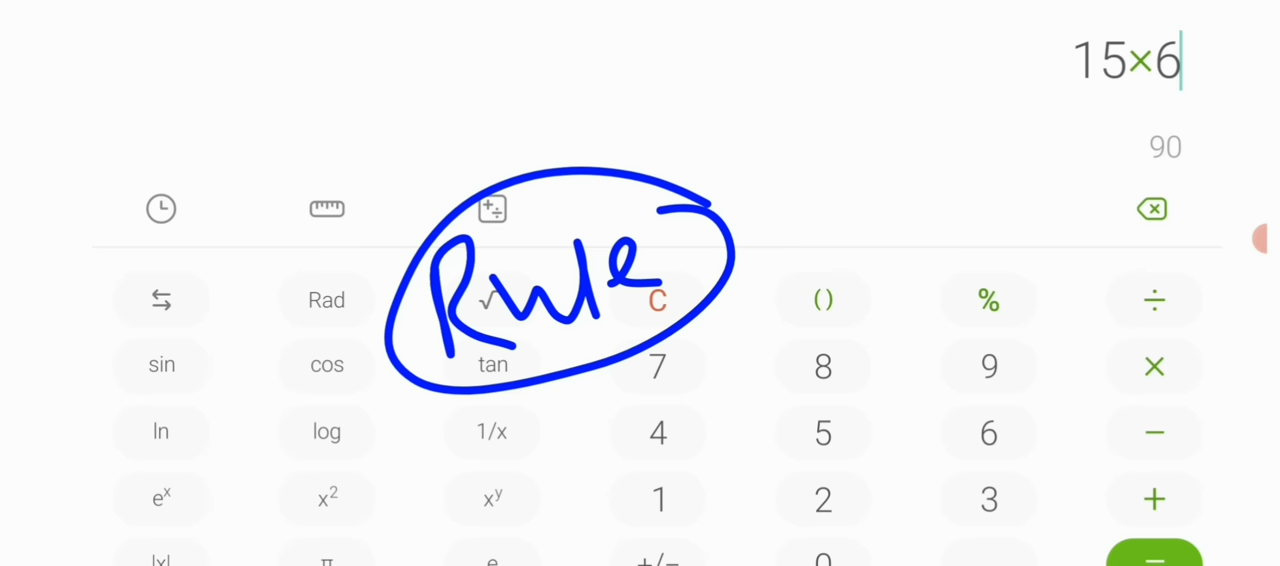 15×6
90
Rule
Rad √ C () % ÷
sin cos tan 7 8 9 ×
ln log 1/x 4 5 6 −
eˣ x² xʸ 1 2 3 +
|x| π e +/− 0 . =